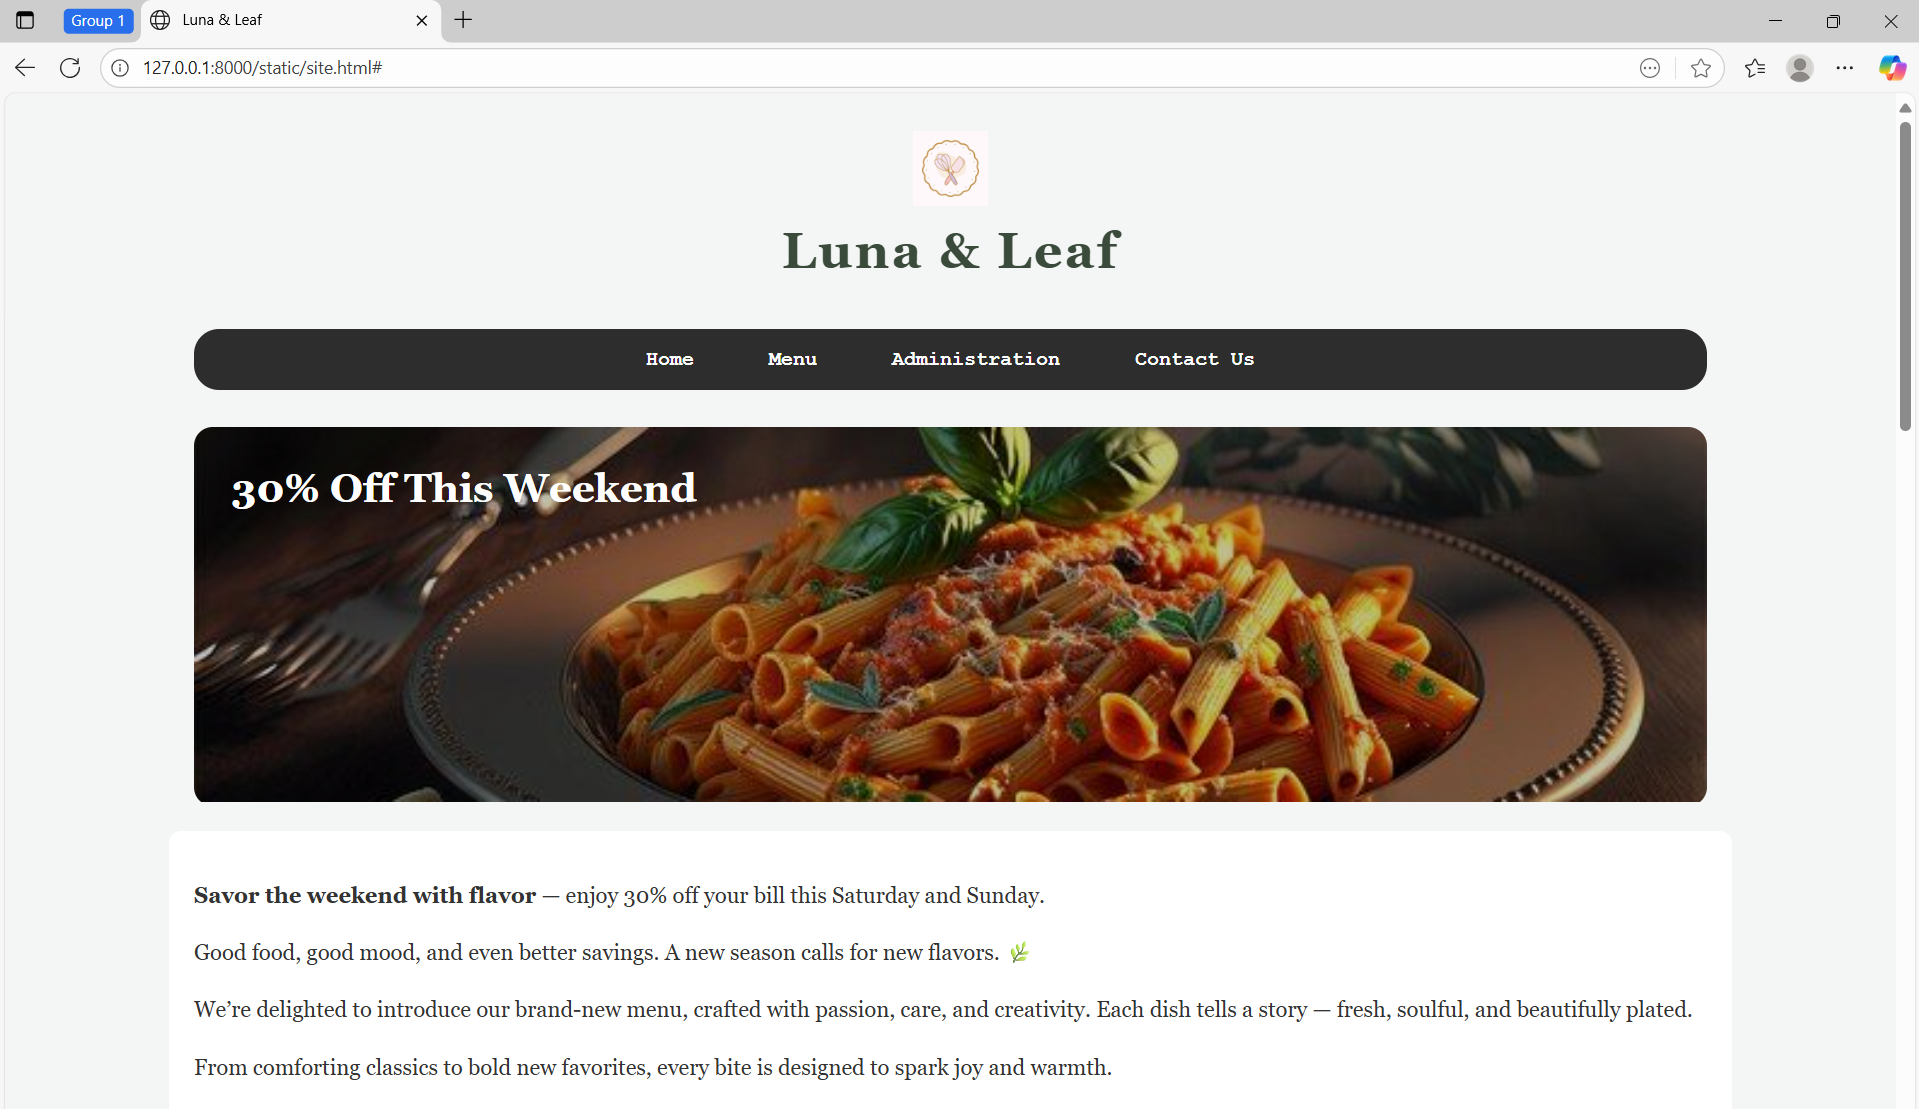 Group 1
Luna & Leaf
127.0.0.1:8000/static/site.html#
Luna & Leaf
Home Menu Administration Contact Us
30% Off This Weekend
Savor the weekend with flavor — enjoy 30% off your bill this Saturday and Sunday.
Good food, good mood, and even better savings. A new season calls for new flavors. 🌿
We’re delighted to introduce our brand-new menu, crafted with passion, care, and creativity. Each dish tells a story — fresh, soulful, and beautifully plated.
From comforting classics to bold new favorites, every bite is designed to spark joy and warmth.